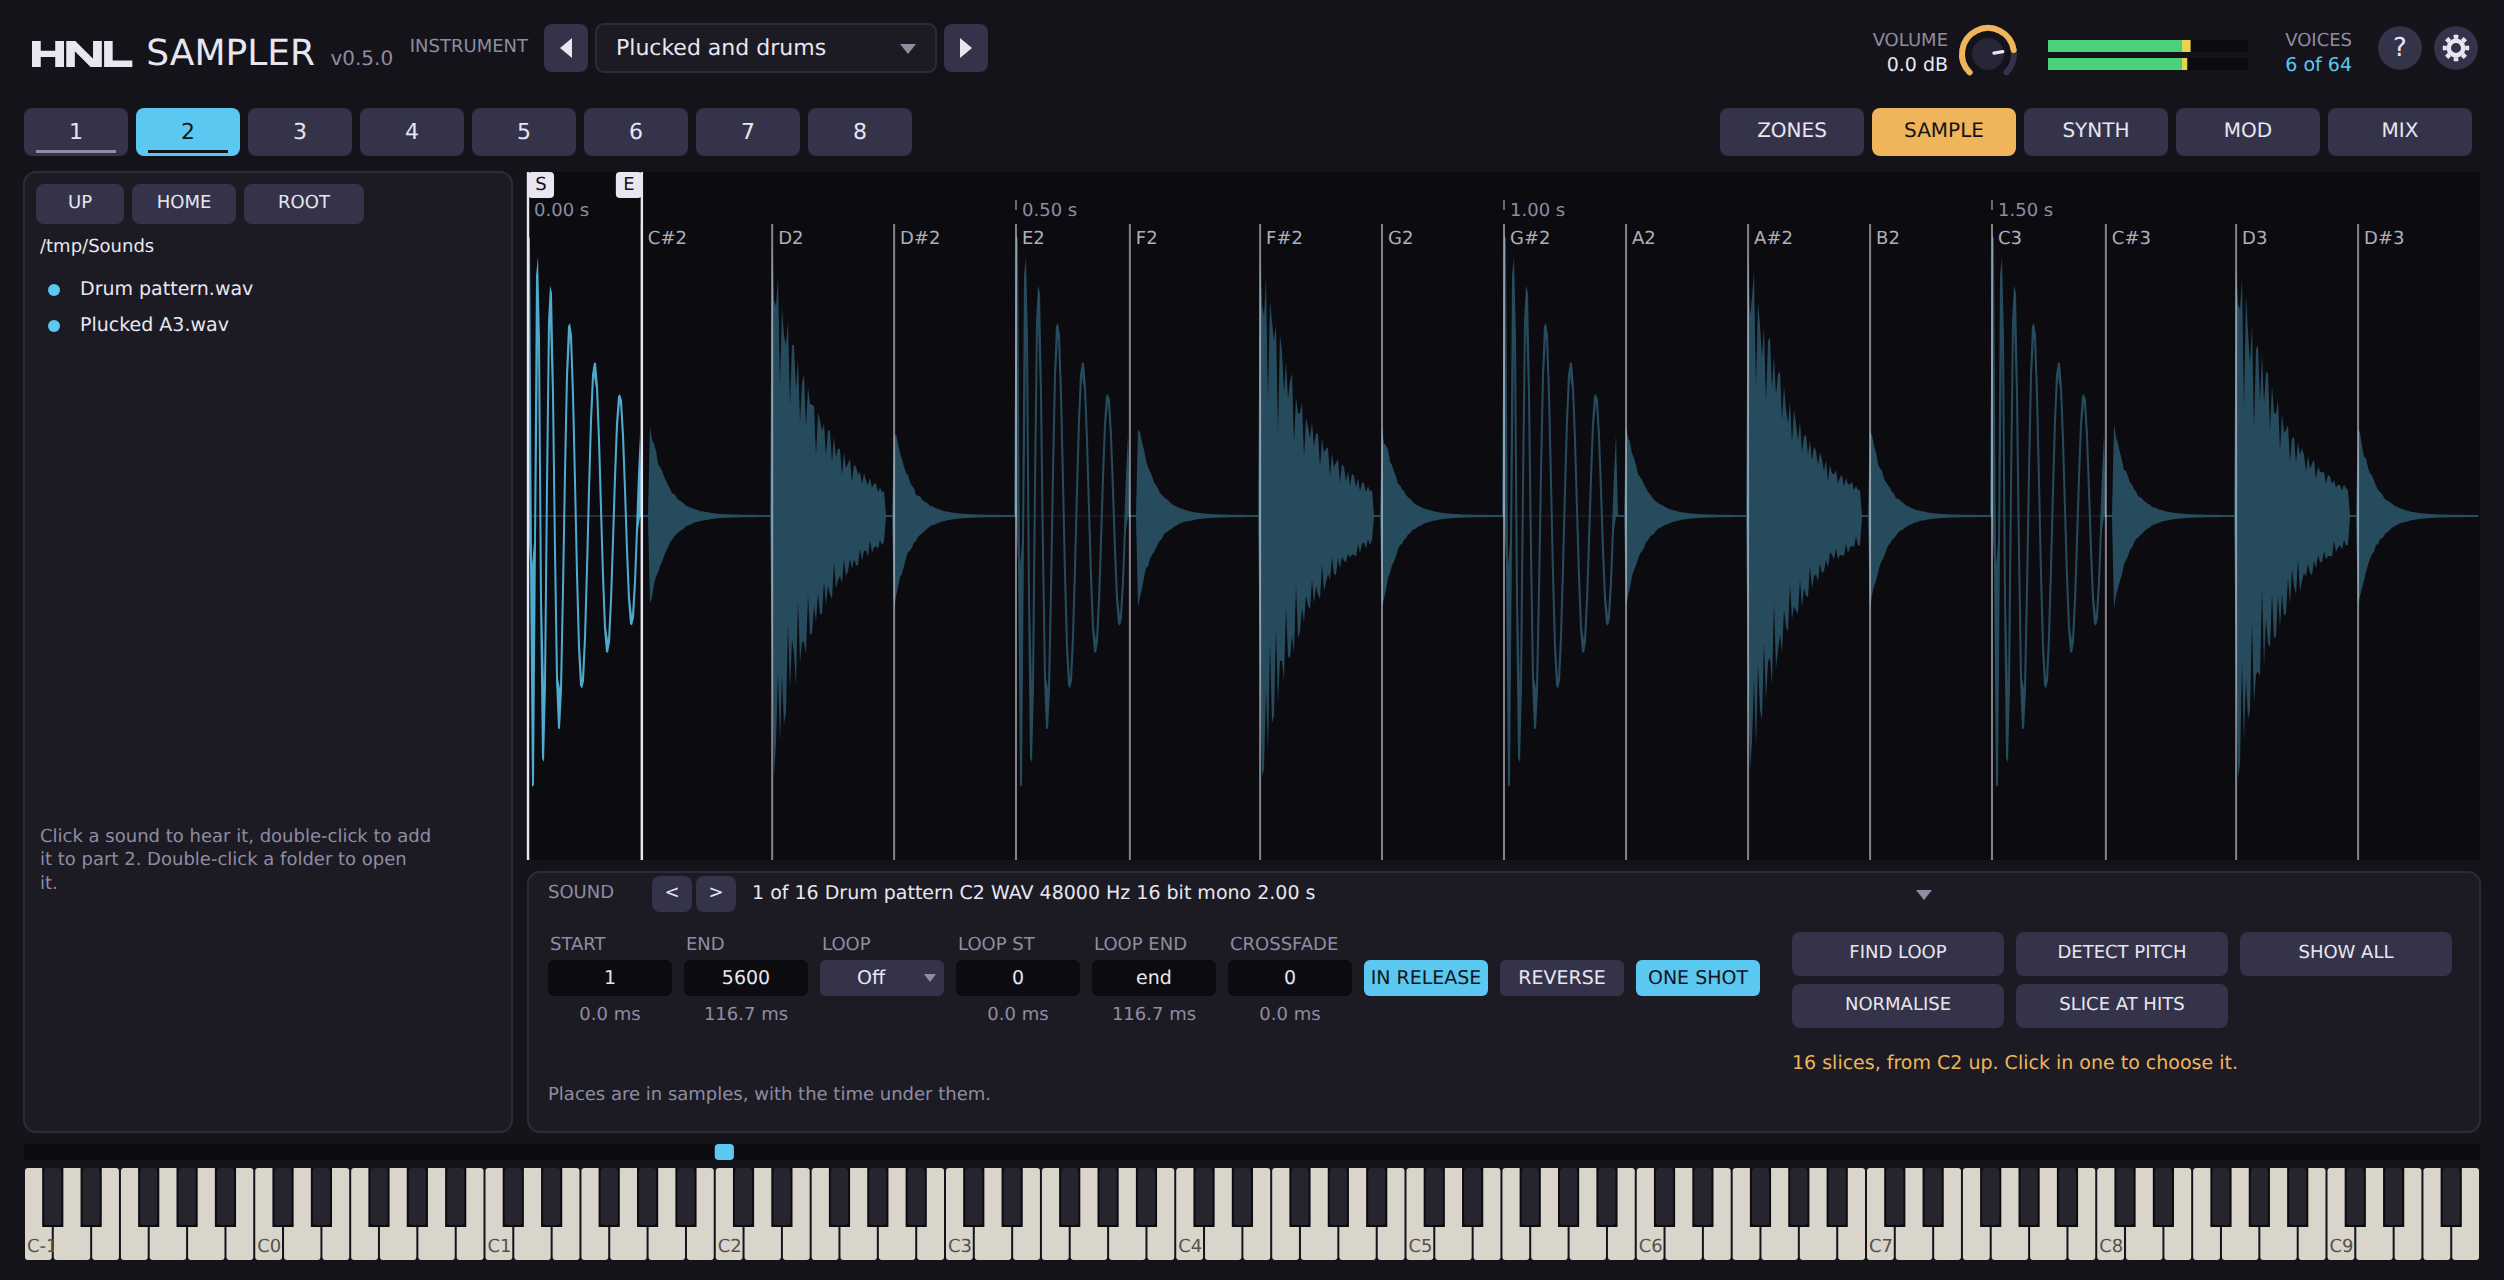 HNL SAMPLER v0.5.0 INSTRUMENT Plucked and drums
VOLUME
0.0 dB
VOICES
6 of 64
?
1 2 3 4 5 6 7 8
ZONES SAMPLE SYNTH MOD MIX
UP HOME ROOT
/tmp/Sounds
Drum pattern.wav
Plucked A3.wav
Click a sound to hear it, double-click to add
it to part 2. Double-click a folder to open
it.
S E
0.00 s 0.50 s 1.00 s 1.50 s
C#2 D2 D#2 E2 F2 F#2 G2 G#2 A2 A#2 B2 C3 C#3 D3 D#3
SOUND < > 1 of 16 Drum pattern C2 WAV 48000 Hz 16 bit mono 2.00 s
START END LOOP LOOP ST LOOP END CROSSFADE
1 5600 Off 0 end 0 IN RELEASE REVERSE ONE SHOT
0.0 ms 116.7 ms 0.0 ms 116.7 ms 0.0 ms
FIND LOOP DETECT PITCH SHOW ALL
NORMALISE SLICE AT HITS
16 slices, from C2 up. Click in one to choose it.
Places are in samples, with the time under them.
C-1 C0 C1 C2 C3 C4 C5 C6 C7 C8 C9